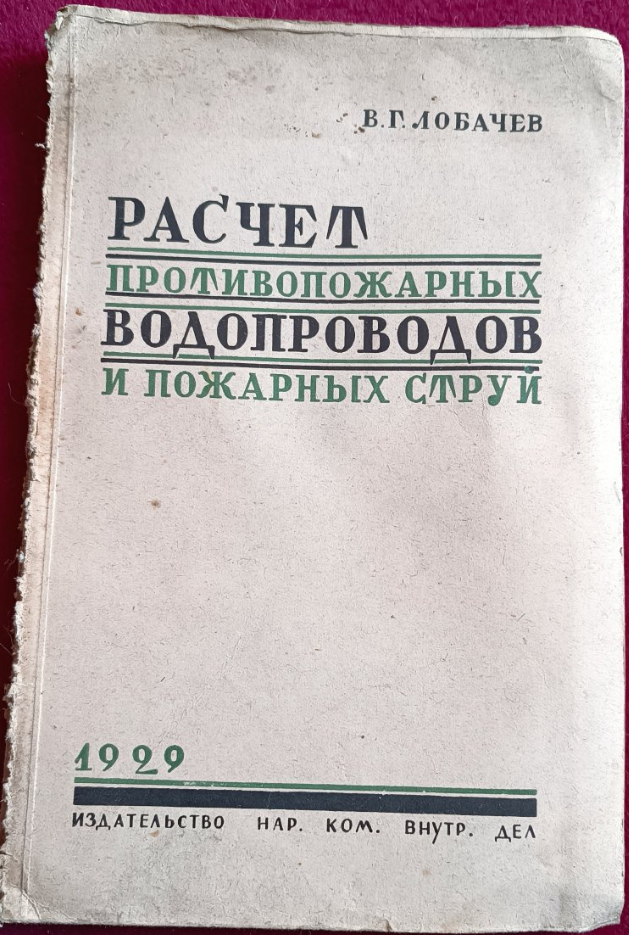 В. Г. ЛОБАЧЕВ
РАСЧЕТ
ПРОТИВОПОЖАРНЫХ
ВОДОПРОВОДОВ
И ПОЖАРНЫХ СТРУЙ
1929
ИЗДАТЕЛЬСТВО НАР. КОМ. ВНУТР. ДЕЛ